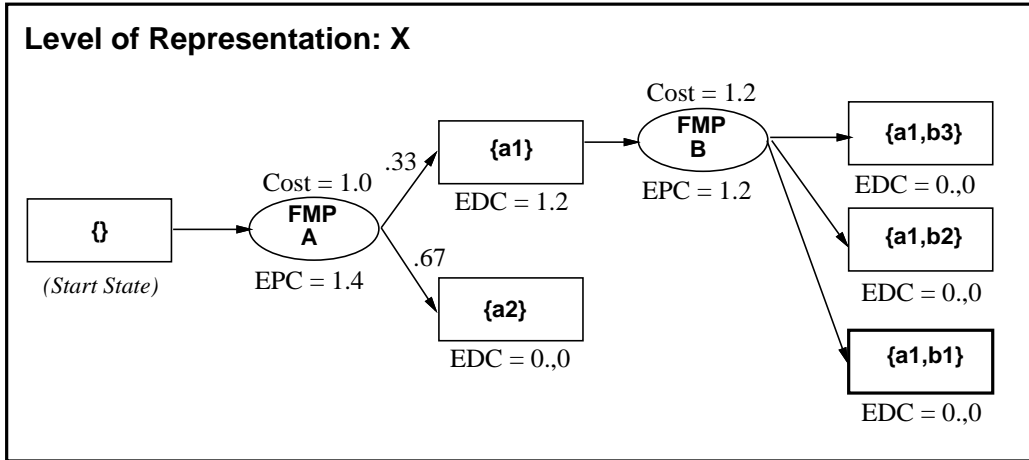 Level of Representation: X
{}
(Start State)
Cost = 1.0
FMP
A
EPC = 1.4
.33
.67
{a1}
EDC = 1.2
{a2}
EDC = 0.,0
Cost = 1.2
FMP
B
EPC = 1.2
{a1,b3}
EDC = 0.,0
{a1,b2}
EDC = 0.,0
{a1,b1}
EDC = 0.,0